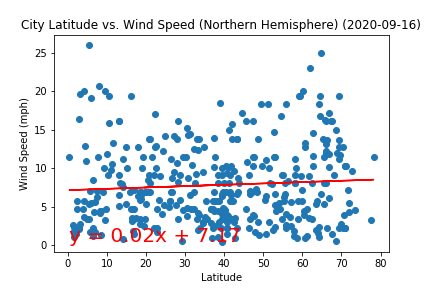 City Latitude vs. Wind Speed (Northern Hemisphere) (2020-09-16)
Wind Speed (mph)
25
20
15
10
5
0
y = 0.02x + 7.17
0 10 20 30 40 50 60 70 80
Latitude